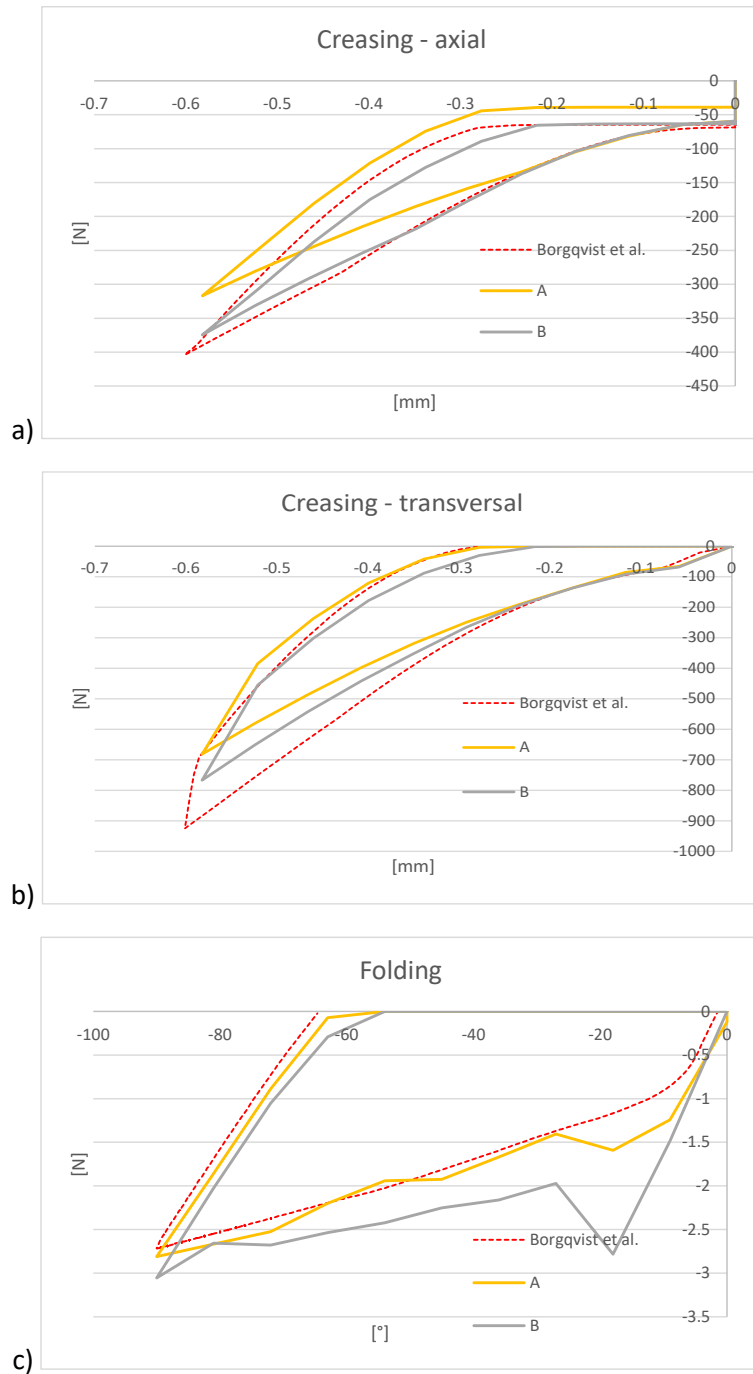 Creasing - axial
-0.7 -0.6 -0.5 -0.4 -0.3 -0.2 -0.1 0
0
-50
-100
-150
-200
-250
-300
-350
-400
-450
[N]
Borgqvist et al.
A
B
[mm]
a)
Creasing - transversal
-0.7 -0.6 -0.5 -0.4 -0.3 -0.2 -0.1 0
0
-100
-200
-300
-400
-500
-600
-700
-800
-900
-1000
[N]
Borgqvist et al.
A
B
[mm]
b)
Folding
-100 -80 -60 -40 -20 0
0
-0.5
-1
-1.5
-2
-2.5
-3
-3.5
[N]
Borgqvist et al.
A
B
[°]
c)